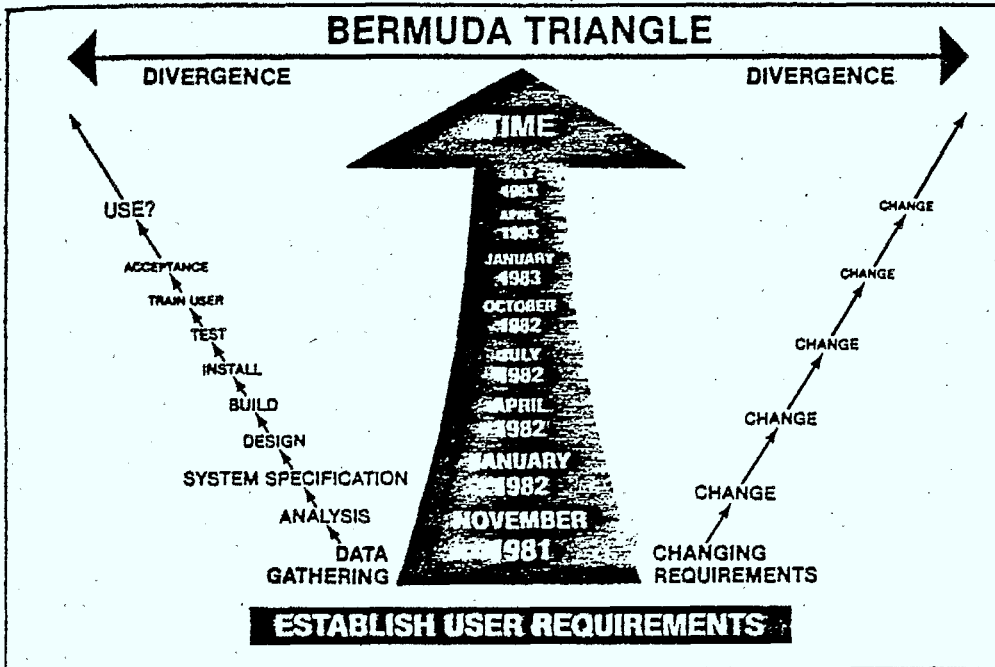 BERMUDA TRIANGLE
DIVERGENCE
DIVERGENCE
TIME
JULY
1983
APRIL
1983
JANUARY
1983
OCTOBER
1982
JULY
1982
APRIL
1982
JANUARY
1982
NOVEMBER
1981
USE?
ACCEPTANCE
TRAIN USER
TEST
INSTALL
BUILD
DESIGN
SYSTEM SPECIFICATION
ANALYSIS
DATA
GATHERING
CHANGE
CHANGE
CHANGE
CHANGE
CHANGE
CHANGING
REQUIREMENTS
ESTABLISH USER REQUIREMENTS